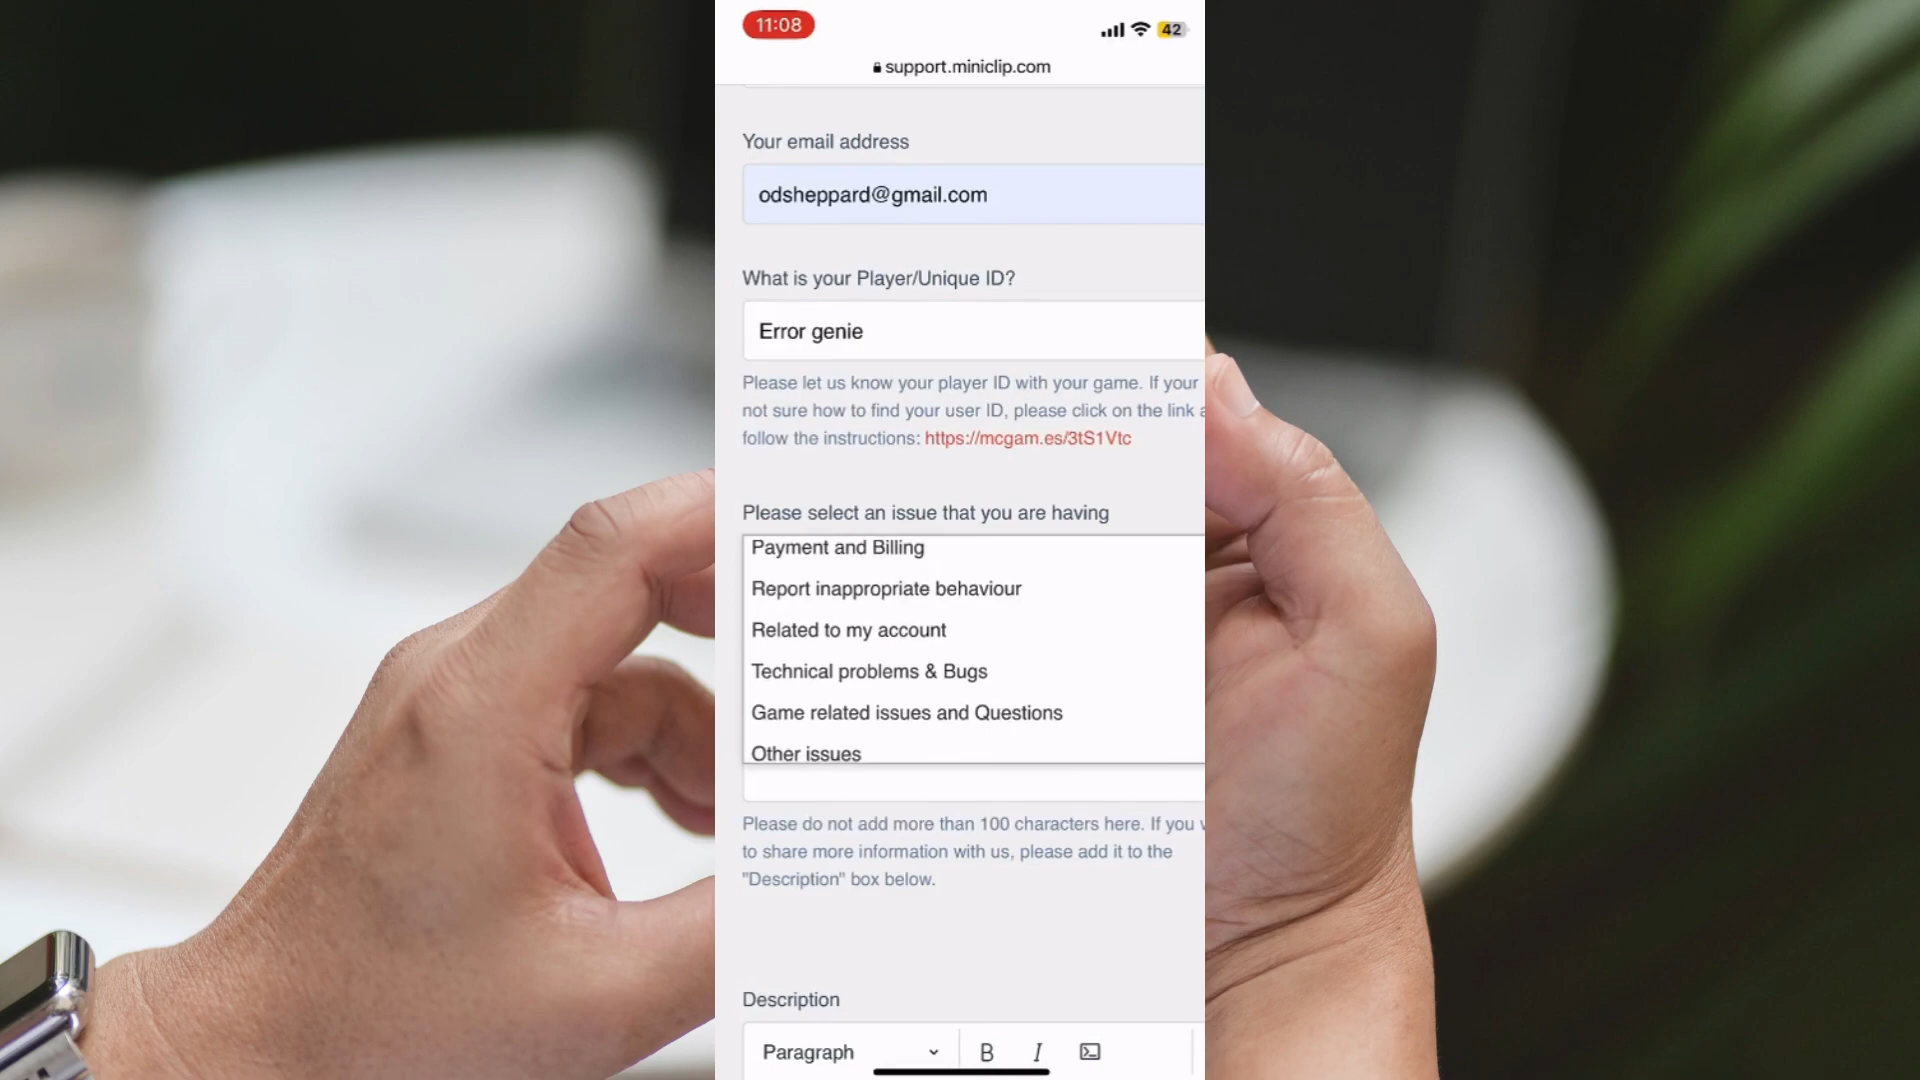 11:08
42
support.miniclip.com
Your email address
odsheppard@gmail.com
What is your Player/Unique ID?
Error genie
Please let us know your player ID with your game. If your
not sure how to find your user ID, please click on the link
follow the instructions: https://mcgam.es/3tS1Vtc
Please select an issue that you are having
Payment and Billing
Report inappropriate behaviour
Related to my account
Technical problems & Bugs
Game related issues and Questions
Other issues
Please do not add more than 100 characters here. If you
to share more information with us, please add it to the
"Description" box below.
Description
Paragraph
B I